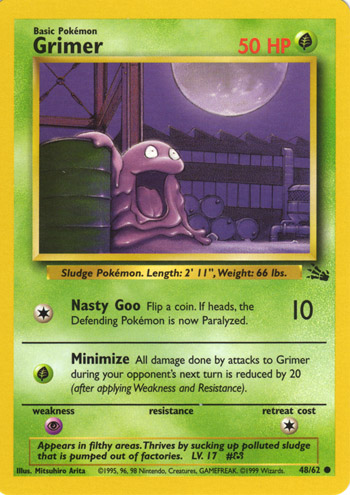 Basic Pokémon
Grimer 50 HP
Sludge Pokémon. Length: 2' 11", Weight: 66 lbs.
Nasty Goo Flip a coin. If heads, the
Defending Pokémon is now Paralyzed.
10
Minimize All damage done by attacks to Grimer
during your opponent's next turn is reduced by 20
(after applying Weakness and Resistance).
weakness resistance retreat cost
Appears in filthy areas. Thrives by sucking up polluted sludge
that is pumped out of factories. LV. 17 #88
Illus. Mitsuhiro Arita ©1995, 96, 98 Nintendo, Creatures, GAMEFREAK. ©1999 Wizards. 48/62